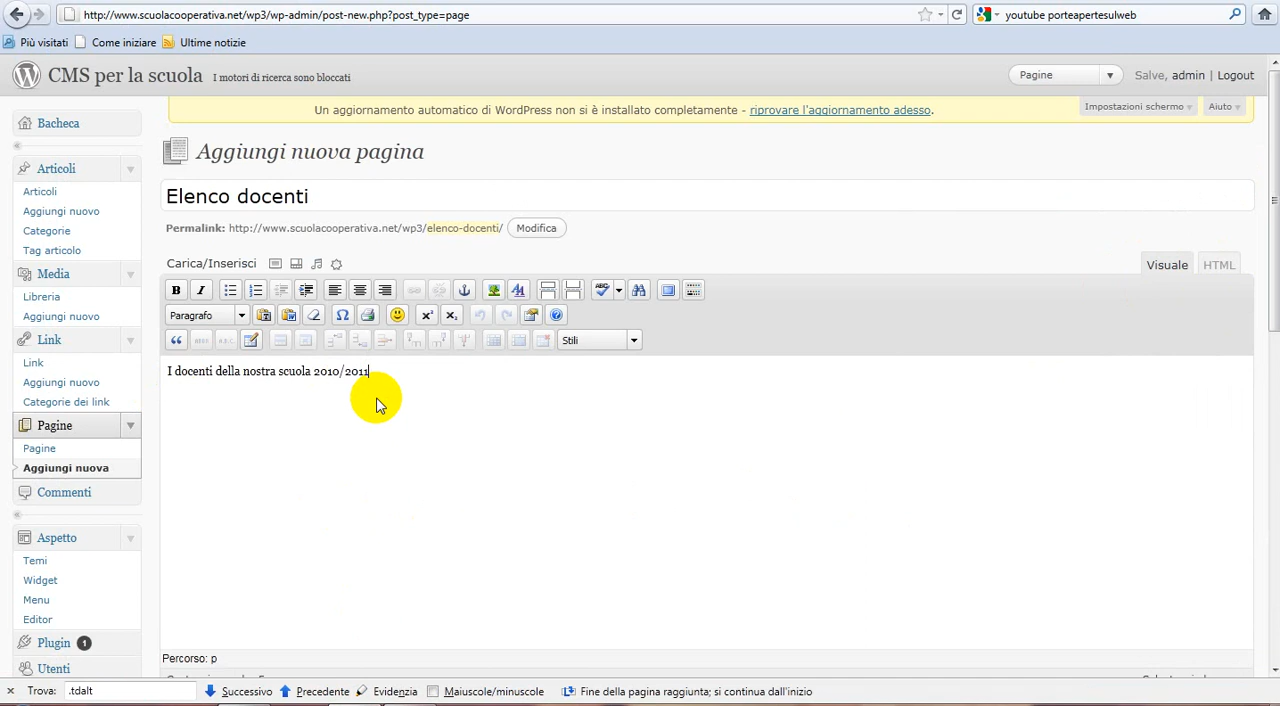 http://www.scuolacooperativa.net/wp3/wp-admin/post-new.php?post_type=page
youtube porteapertesulweb
Più visitati Come iniziare Ultime notizie
CMS per la scuola I motori di ricerca sono bloccati
Pagine Salve, admin | Logout
Un aggiornamento automatico di WordPress non si è installato completamente - riprovare l'aggiornamento adesso.
Impostazioni schermo Aiuto
Bacheca
Articoli
Articoli
Aggiungi nuovo
Categorie
Tag articolo
Media
Libreria
Aggiungi nuovo
Link
Link
Aggiungi nuovo
Categorie dei link
Pagine
Pagine
Aggiungi nuova
Commenti
Aspetto
Temi
Widget
Menu
Editor
Plugin 1
Utenti
Aggiungi nuova pagina
Elenco docenti
Permalink: http://www.scuolacooperativa.net/wp3/elenco-docenti/ Modifica
Carica/Inserisci
Visuale HTML
B I
Paragrafo
Stili
I docenti della nostra scuola 2010/2011
Percorso: p
Trova: .tdalt Successivo Precedente Evidenzia Maiuscole/minuscole Fine della pagina raggiunta; si continua dall'inizio